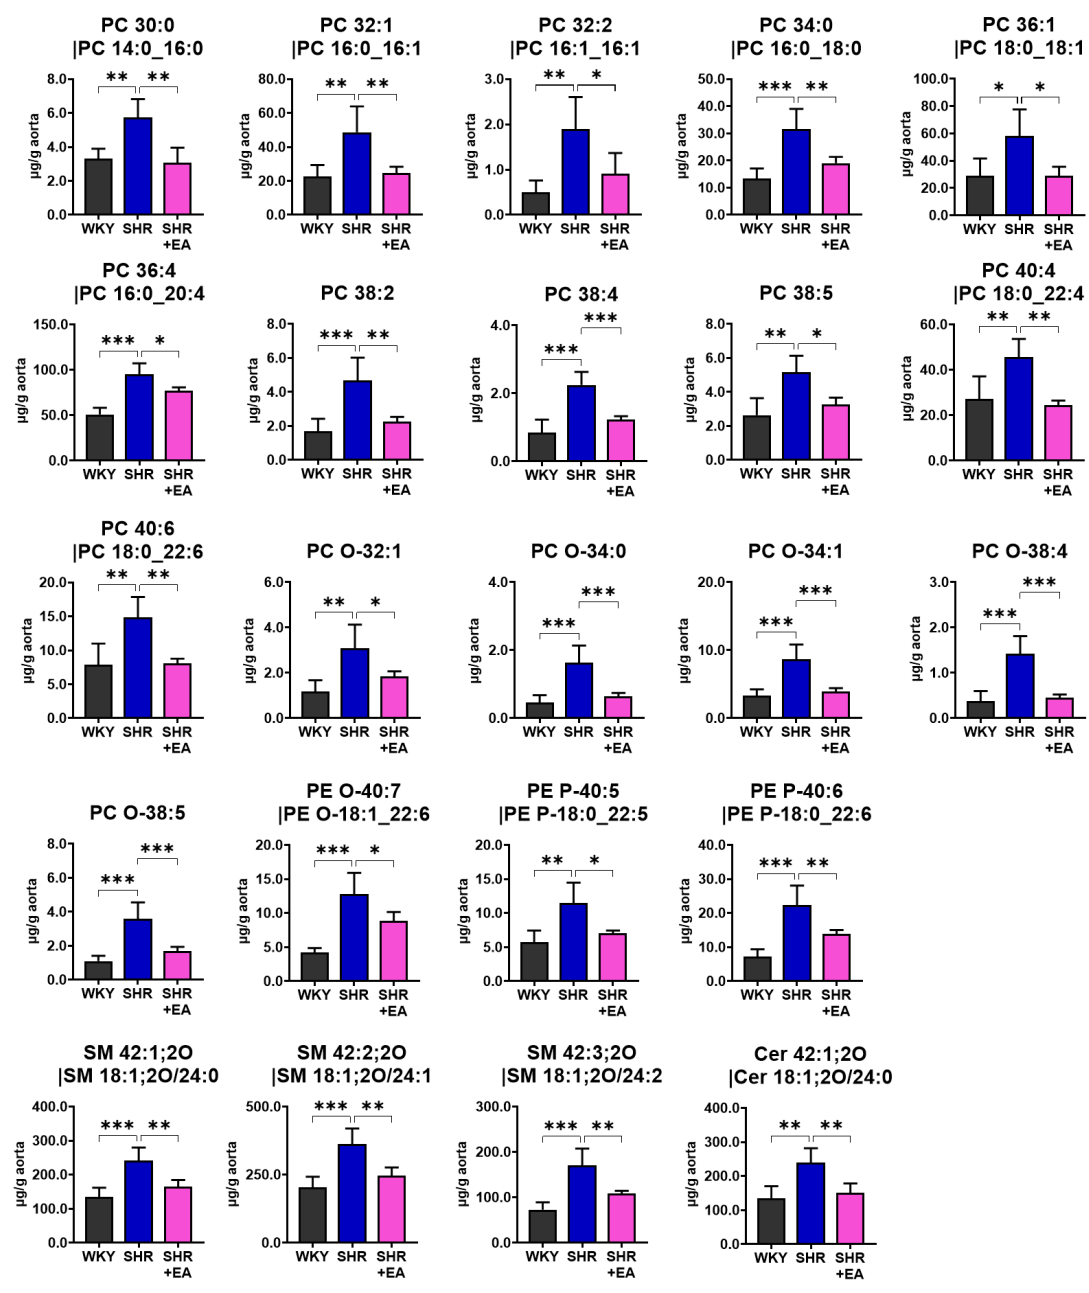 PC 30:0
|PC 14:0_16:0
µg/g aorta
8.0
6.0
4.0
2.0
0.0
** **
WKY SHR SHR
+EA
PC 32:1
|PC 16:0_16:1
µg/g aorta
80.0
60.0
40.0
20.0
0.0
** **
WKY SHR SHR
+EA
PC 32:2
|PC 16:1_16:1
µg/g aorta
3.0
2.0
1.0
0.0
** *
WKY SHR SHR
+EA
PC 34:0
|PC 16:0_18:0
µg/g aorta
50.0
40.0
30.0
20.0
10.0
0.0
*** **
WKY SHR SHR
+EA
PC 36:1
|PC 18:0_18:1
µg/g aorta
100.0
80.0
60.0
40.0
20.0
0.0
* *
WKY SHR SHR
+EA
PC 36:4
|PC 16:0_20:4
µg/g aorta
150.0
100.0
50.0
0.0
*** *
WKY SHR SHR
+EA
PC 38:2
µg/g aorta
8.0
6.0
4.0
2.0
0.0
*** **
WKY SHR SHR
+EA
PC 38:4
µg/g aorta
4.0
2.0
0.0
***
***
WKY SHR SHR
+EA
PC 38:5
µg/g aorta
8.0
6.0
4.0
2.0
0.0
** *
WKY SHR SHR
+EA
PC 40:4
|PC 18:0_22:4
µg/g aorta
60.0
40.0
20.0
0.0
** **
WKY SHR SHR
+EA
PC 40:6
|PC 18:0_22:6
µg/g aorta
20.0
15.0
10.0
5.0
0.0
** **
WKY SHR SHR
+EA
PC O-32:1
µg/g aorta
6.0
4.0
2.0
0.0
** *
WKY SHR SHR
+EA
PC O-34:0
µg/g aorta
4.0
2.0
0.0
***
***
WKY SHR SHR
+EA
PC O-34:1
µg/g aorta
20.0
10.0
0.0
***
***
WKY SHR SHR
+EA
PC O-38:4
µg/g aorta
3.0
2.0
1.0
0.0
***
***
WKY SHR SHR
+EA
PC O-38:5
µg/g aorta
8.0
6.0
4.0
2.0
0.0
***
***
WKY SHR SHR
+EA
PE O-40:7
|PE O-18:1_22:6
µg/g aorta
20.0
15.0
10.0
5.0
0.0
*** *
WKY SHR SHR
+EA
PE P-40:5
|PE P-18:0_22:5
µg/g aorta
20.0
15.0
10.0
5.0
0.0
** *
WKY SHR SHR
+EA
PE P-40:6
|PE P-18:0_22:6
µg/g aorta
40.0
30.0
20.0
10.0
0.0
*** **
WKY SHR SHR
+EA
SM 42:1;2O
|SM 18:1;2O/24:0
µg/g aorta
400.0
300.0
200.0
100.0
0.0
*** **
WKY SHR SHR
+EA
SM 42:2;2O
|SM 18:1;2O/24:1
µg/g aorta
500.0
250.0
0.0
*** **
WKY SHR SHR
+EA
SM 42:3;2O
|SM 18:1;2O/24:2
µg/g aorta
300.0
200.0
100.0
0.0
*** **
WKY SHR SHR
+EA
Cer 42:1;2O
|Cer 18:1;2O/24:0
µg/g aorta
400.0
300.0
200.0
100.0
0.0
** **
WKY SHR SHR
+EA